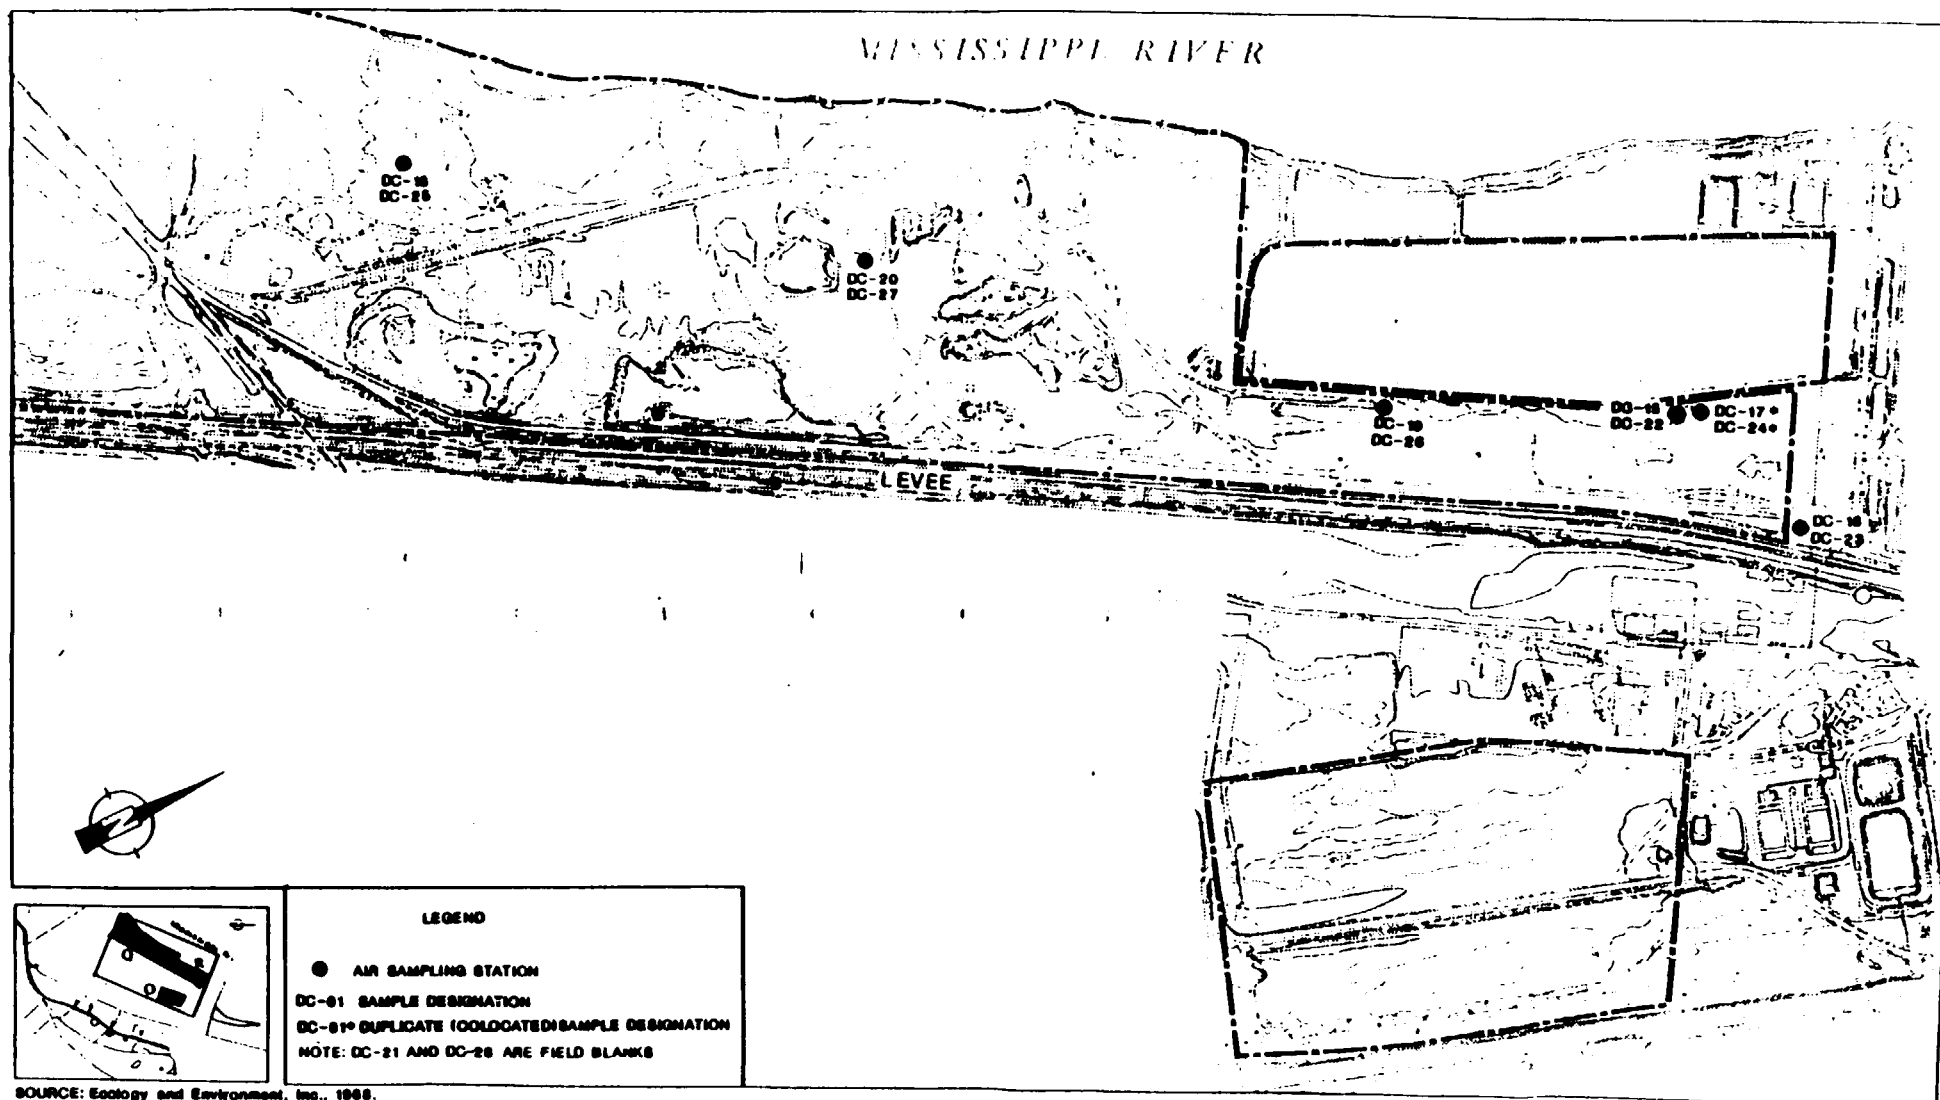 MISSISSIPPI RIVER
DC-25
DC-20
DC-27
DC-19
DC-26
DC-22
DC-17*
DC-24*
DC-23
LEVEE
LEGEND
AIR SAMPLING STATION
DC-01 SAMPLE DESIGNATION
DC-01* DUPLICATE (COLOCATED) SAMPLE DESIGNATION
NOTE: DC-21 AND DC-28 ARE FIELD BLANKS
SOURCE: Ecology and Environment, Inc., 1988.